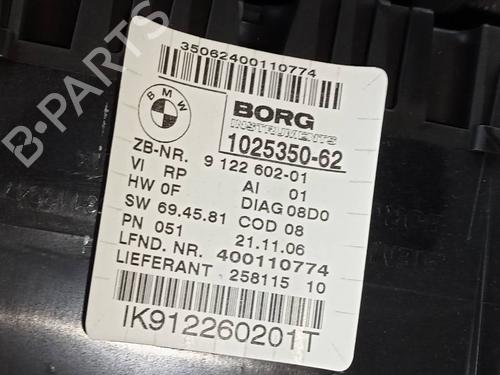 35062400110774
BMW
BORG
INSTRUMENTS
1025350-62
ZB-NR. 9 122 602-01
VI RP AI 01
HW 0F DIAG 08D0
SW 69.45.81 COD 08
PN 051 21.11.06
LFND. NR. 400110774
LIEFERANT 258115 10
IK912260201T
B-PARTS